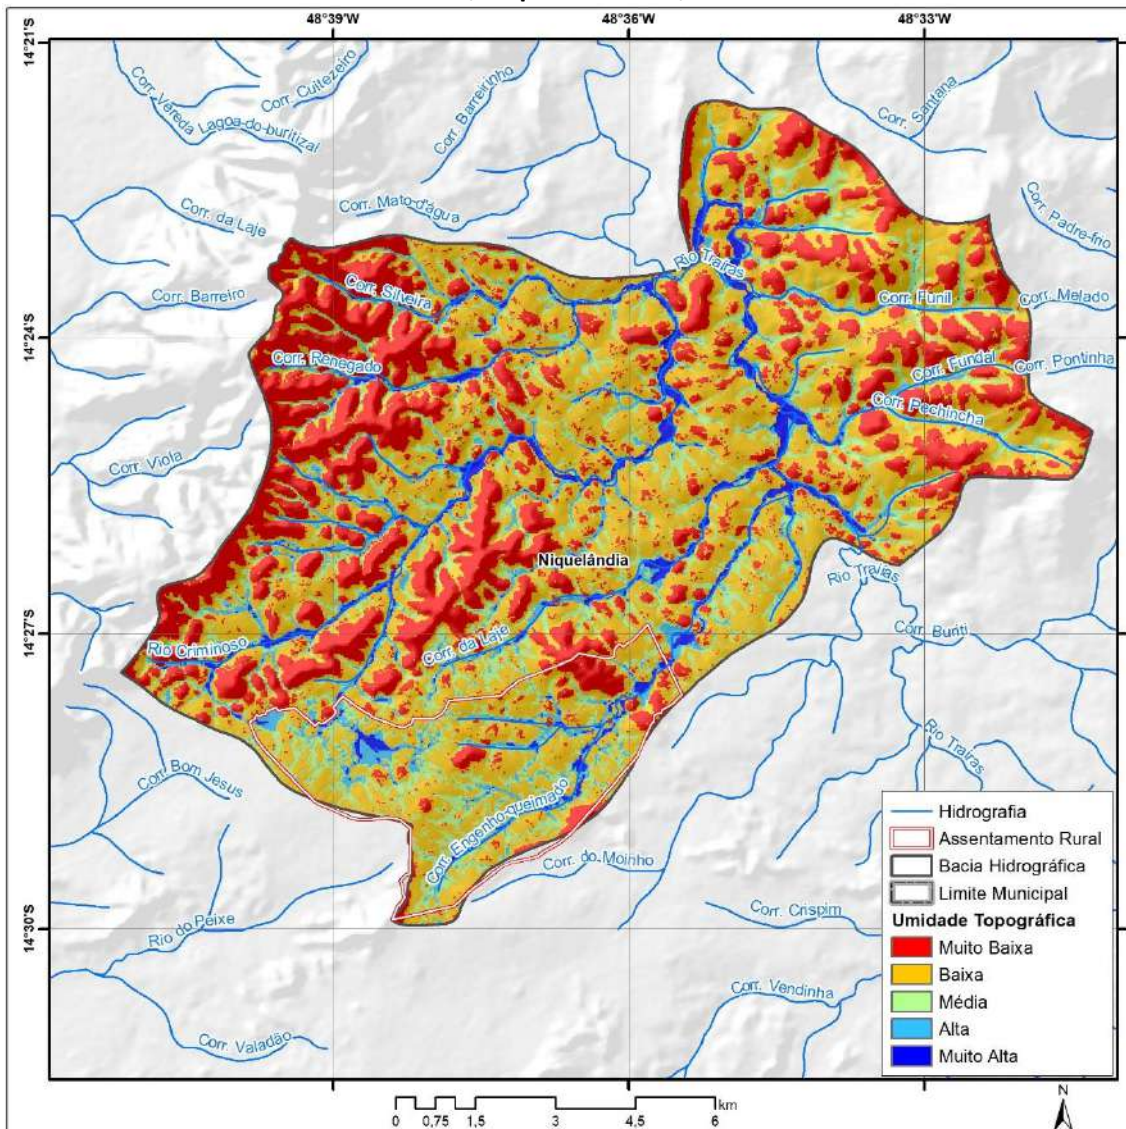 48°39'W
48°36'W
48°33'W
14°21'S
14°24'S
14°27'S
14°30'S
Corr. Vereda Lagoa-do-buritizal
Corr. Cuitezeiro
Corr. Barreirinho
Corr. Santana
Corr. da Laje
Corr. Mato-d'água
Corr. Padre-frio
Corr. Barreiro
Corr. Silveira
Rio Traíras
Corr. Funil
Corr. Melado
Corr. Renegado
Corr. Fundal
Corr. Pontinha
Corr. Pechincha
Corr. Viola
Niquelândia
Rio Traíras
Rio Criminoso
Corr. da Laje
Corr. Buriti
Rio Traíras
Corr. Bom Jesus
Corr. Engenho-queimado
Corr. do Moinho
Rio do Peixe
Corr. Crispim
Corr. Vendinha
Corr. Valadão
Hidrografia
Assentamento Rural
Bacia Hidrográfica
Limite Municipal
Umidade Topográfica
Muito Baixa
Baixa
Média
Alta
Muito Alta
km
0 0,75 1,5 3 4,5 6
N